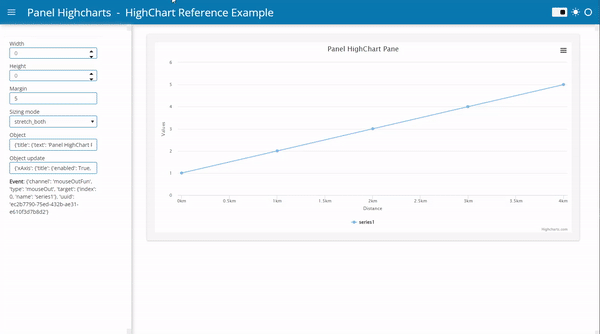 Panel Highcharts - HighChart Reference Example
Width
0
Height
0
Margin
5
Sizing mode
stretch_both
Object
{'title': {'text': 'Panel HighChart P
Object update
{'xAxis': {'title': {'enabled': True,
Event: {'channel': 'mouseOutFun',
'type': 'mouseOut', 'target': {'index':
0, 'name': 'series1'}, 'uuid':
'ec2b7790-75ed-432b-ae31-
e610f3d7b8d2'}
Panel HighChart Pane
6
5
4
3
2
1
0
Values
0km
0.5km
1km
1.5km
2km
2.5km
3km
3.5km
4km
Distance
series1
Highcharts.com